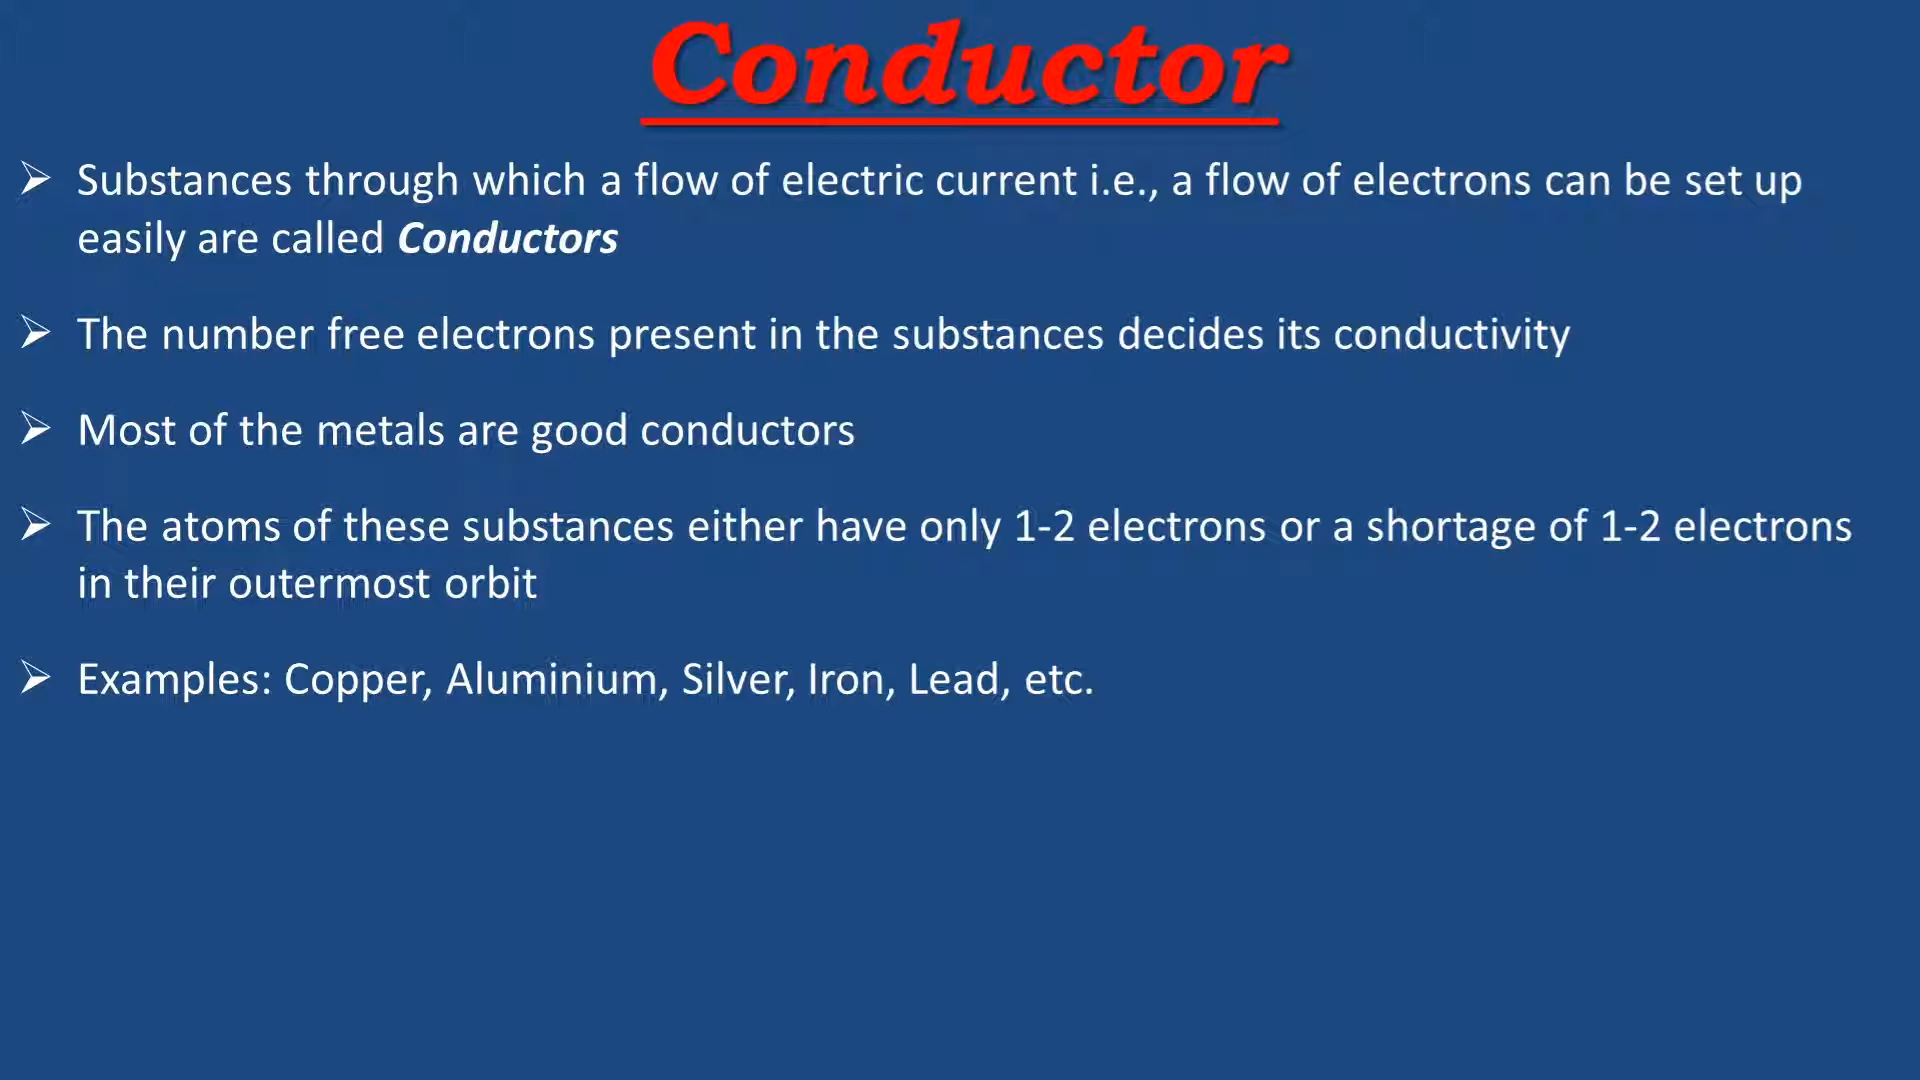 Conductor
➢ Substances through which a flow of electric current i.e., a flow of electrons can be set up
easily are called Conductors
➢ The number free electrons present in the substances decides its conductivity
➢ Most of the metals are good conductors
➢ The atoms of these substances either have only 1-2 electrons or a shortage of 1-2 electrons
in their outermost orbit
➢ Examples: Copper, Aluminium, Silver, Iron, Lead, etc.